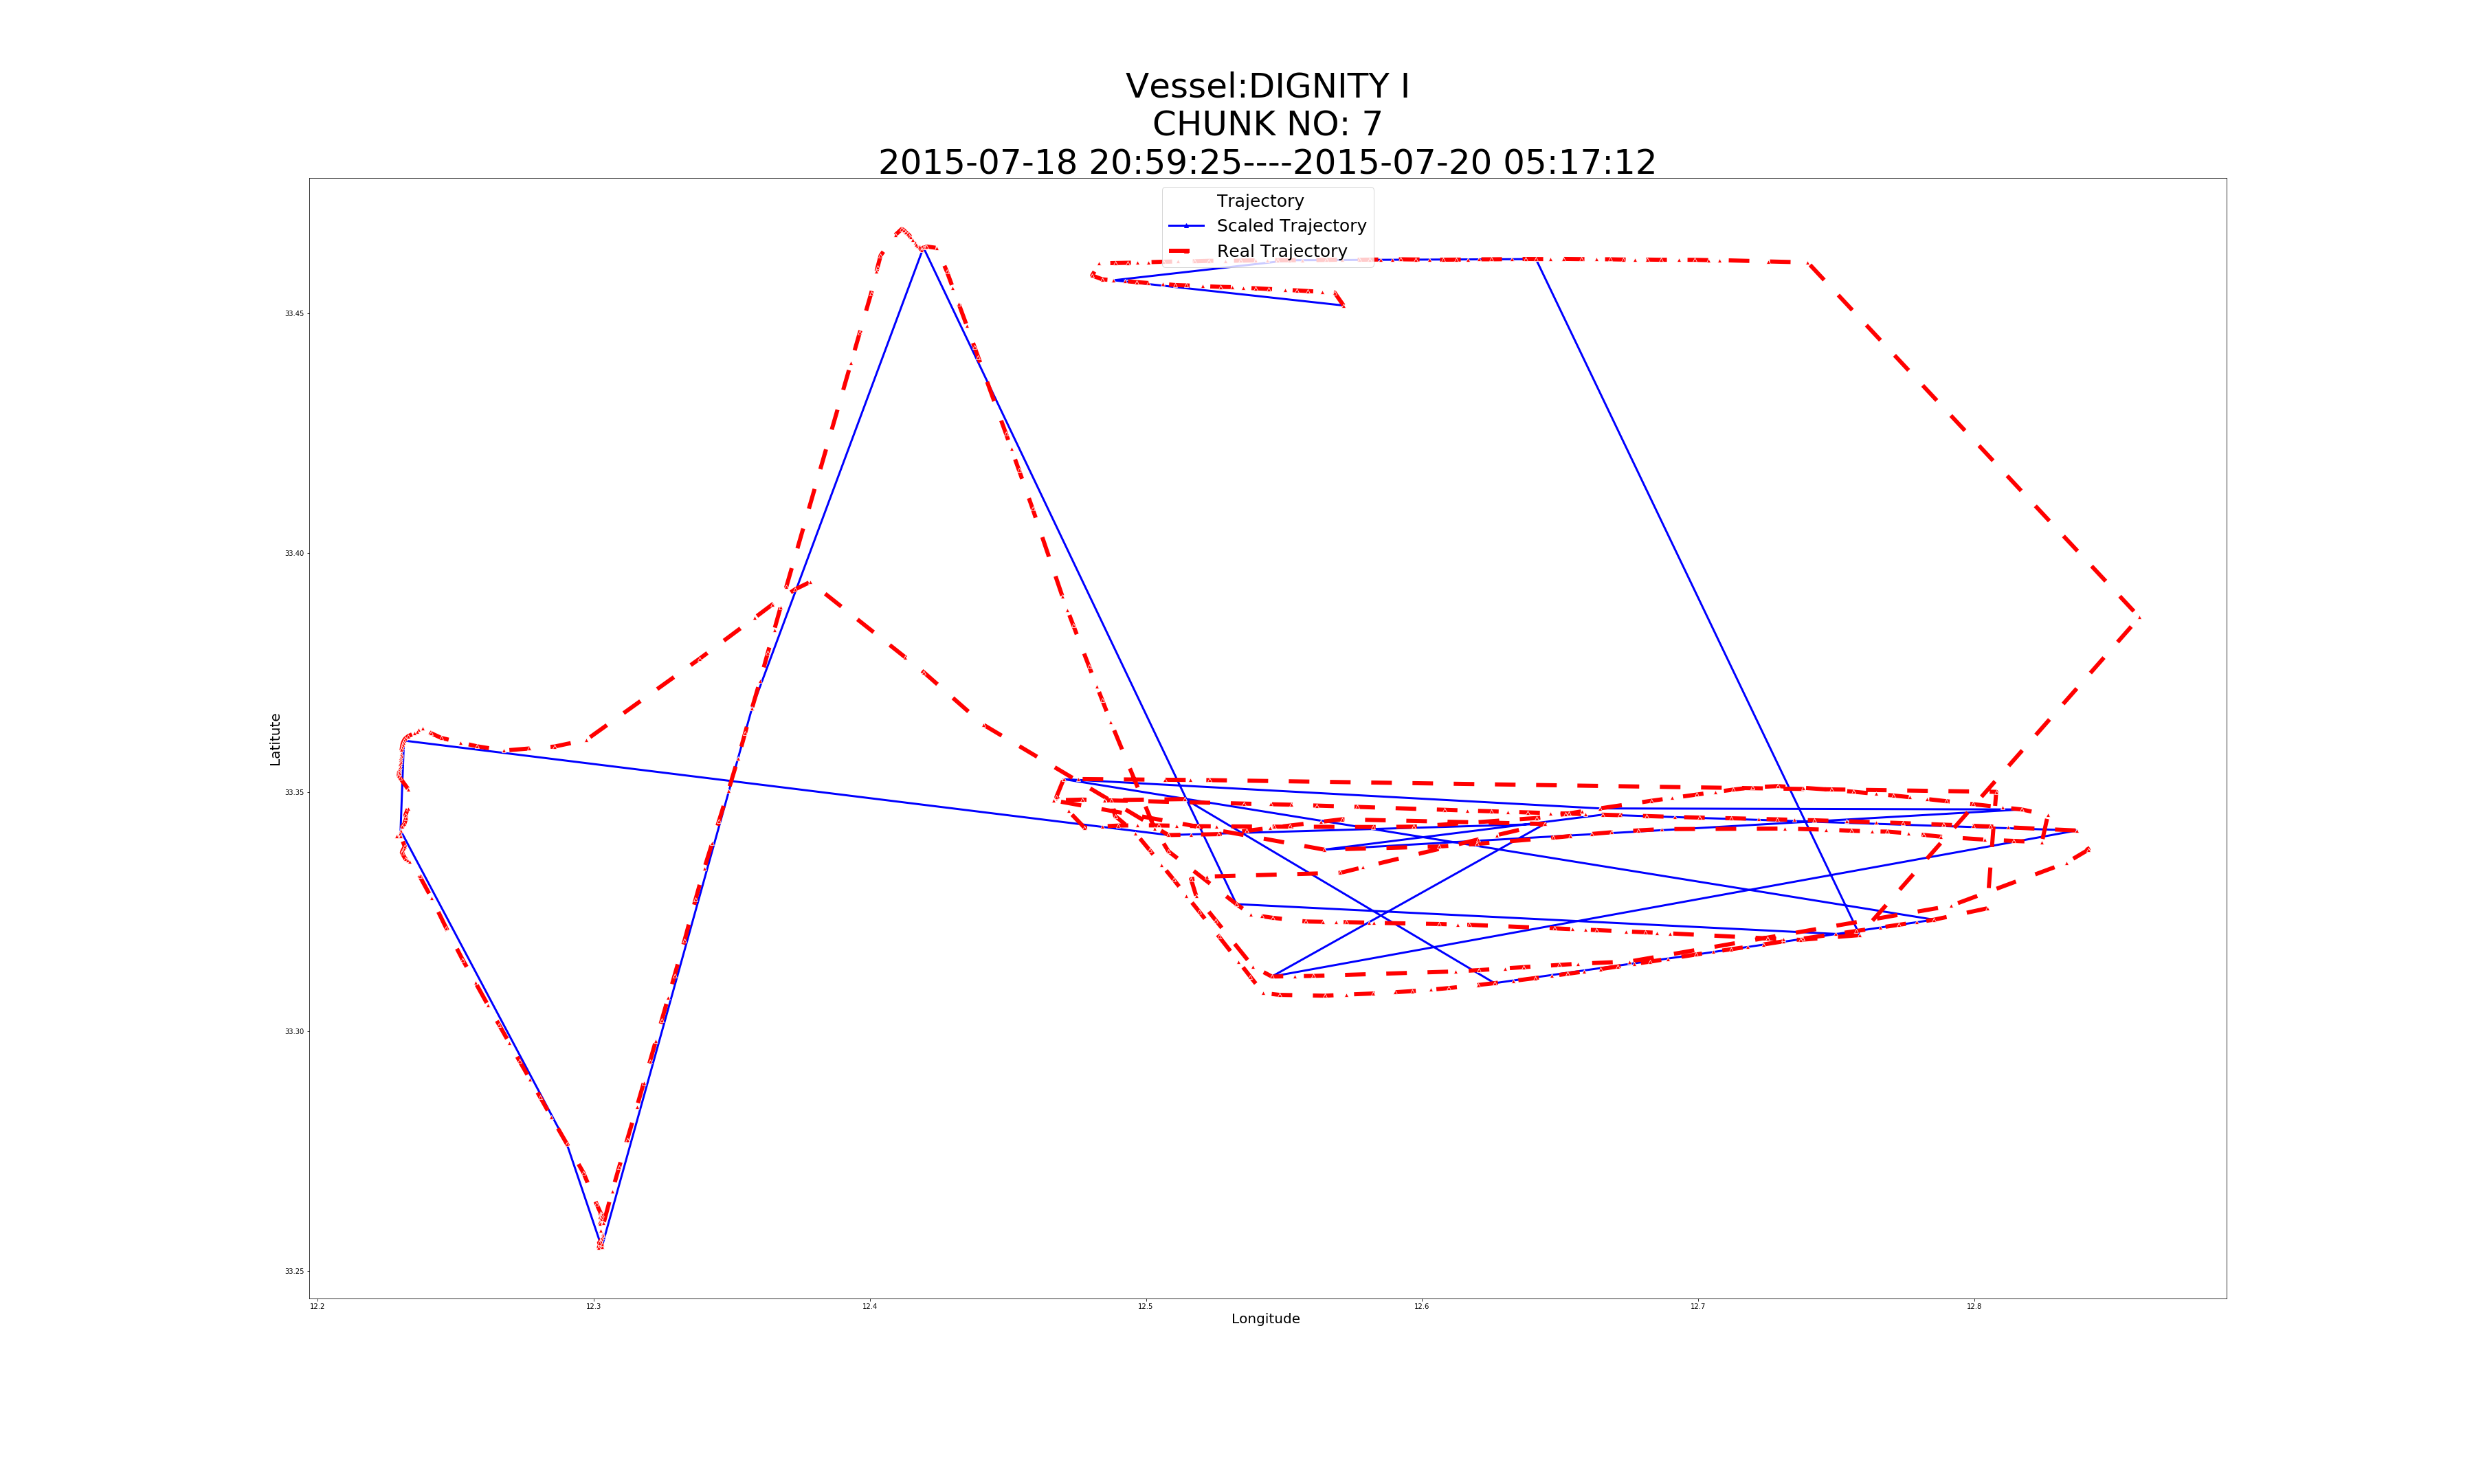 Vessel:DIGNITY I
CHUNK NO: 7
2015-07-18 20:59:25----2015-07-20 05:17:12
Trajectory
Scaled Trajectory
Real Trajectory
33.45
33.40
33.35
33.30
33.25
Latitute
12.2 12.3 12.4 12.5 12.6 12.7 12.8
Longitude